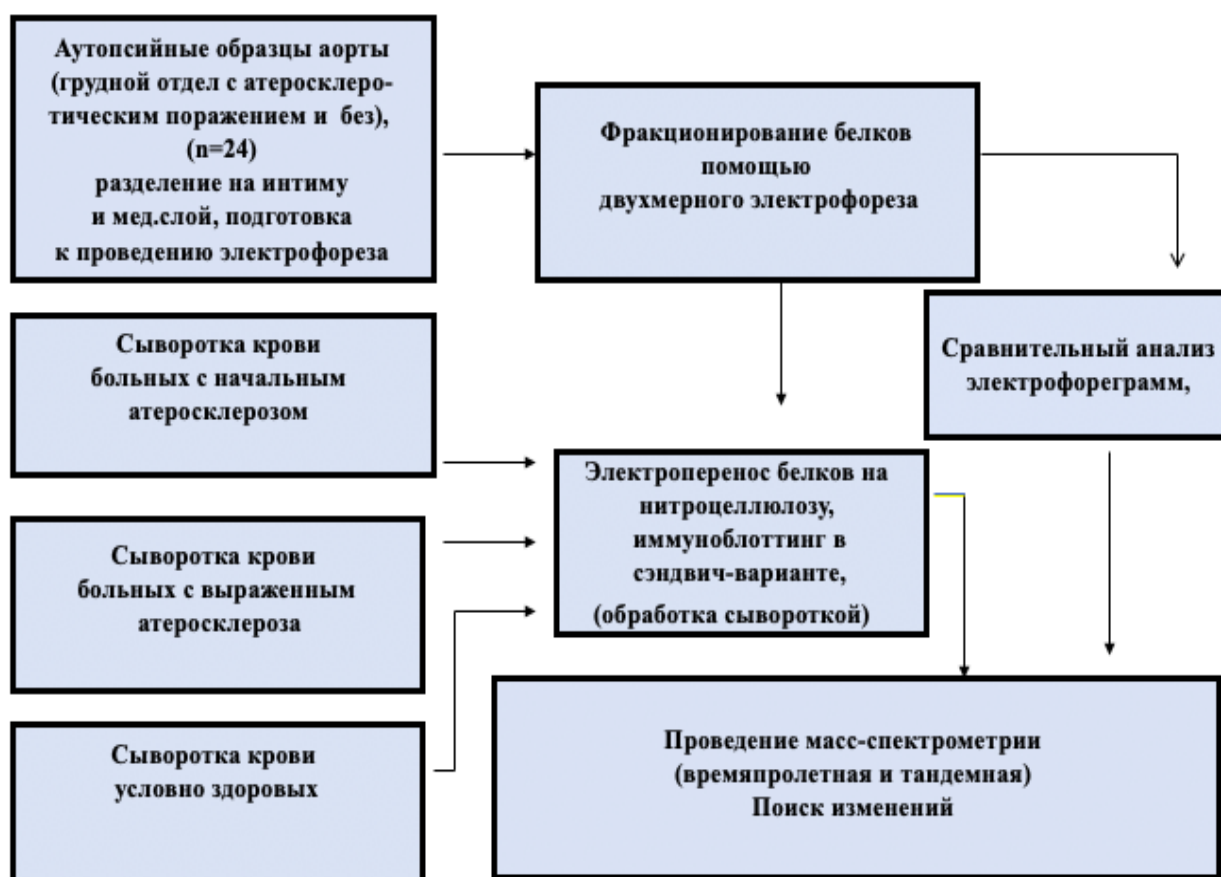 Аутопсийные образцы аорты
(грудной отдел с атеросклеро-
тическим поражением и без),
(n=24)
разделение на интиму
и мед.слой, подготовка
к проведению электрофореза
Фракционирование белков
помощью
двухмерного электрофореза
Сравнительный анализ
электрофореграмм,
Сыворотка крови
больных с начальным
атеросклерозом
Электроперенос белков на
нитроцеллюлозу,
иммуноблоттинг в
сэндвич-варианте,
(обработка сывороткой)
Сыворотка крови
больных с выраженным
атеросклероза
Сыворотка крови
условно здоровых
Проведение масс-спектрометрии
(времяпролетная и тандемная)
Поиск изменений